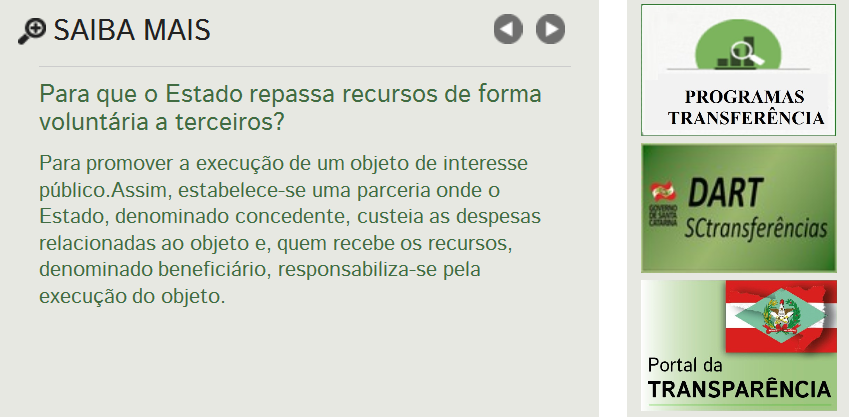 SAIBA MAIS
Para que o Estado repassa recursos de forma
voluntária a terceiros?
Para promover a execução de um objeto de interesse
público.Assim, estabelece-se uma parceria onde o
Estado, denominado concedente, custeia as despesas
relacionadas ao objeto e, quem recebe os recursos,
denominado beneficiário, responsabiliza-se pela
execução do objeto.
PROGRAMAS
TRANSFERÊNCIA
DART
GOVERNO
DE SANTA
CATARINA
SCtransferências
Portal da
TRANSPARÊNCIA